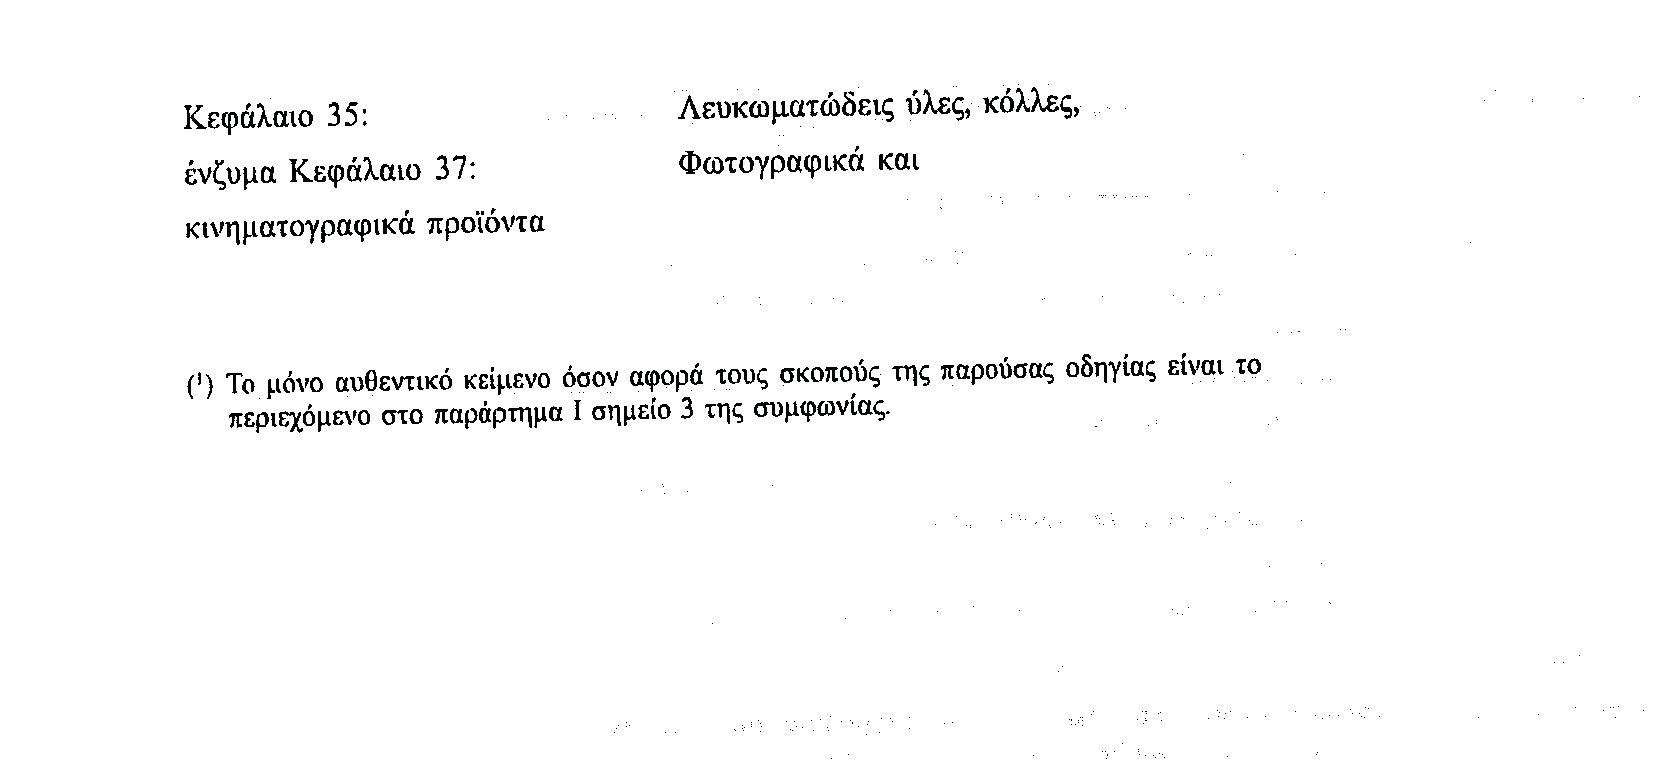 Κεφάλαιο 35: Λευκωματώδεις ύλες, κόλλες,
ένζυμα Κεφάλαιο 37: Φωτογραφικά και
κινηματογραφικά προϊόντα
(¹) Το μόνο αυθεντικό κείμενο όσον αφορά τους σκοπούς της παρούσας οδηγίας είναι το
περιεχόμενο στο παράρτημα Ι σημείο 3 της συμφωνίας.